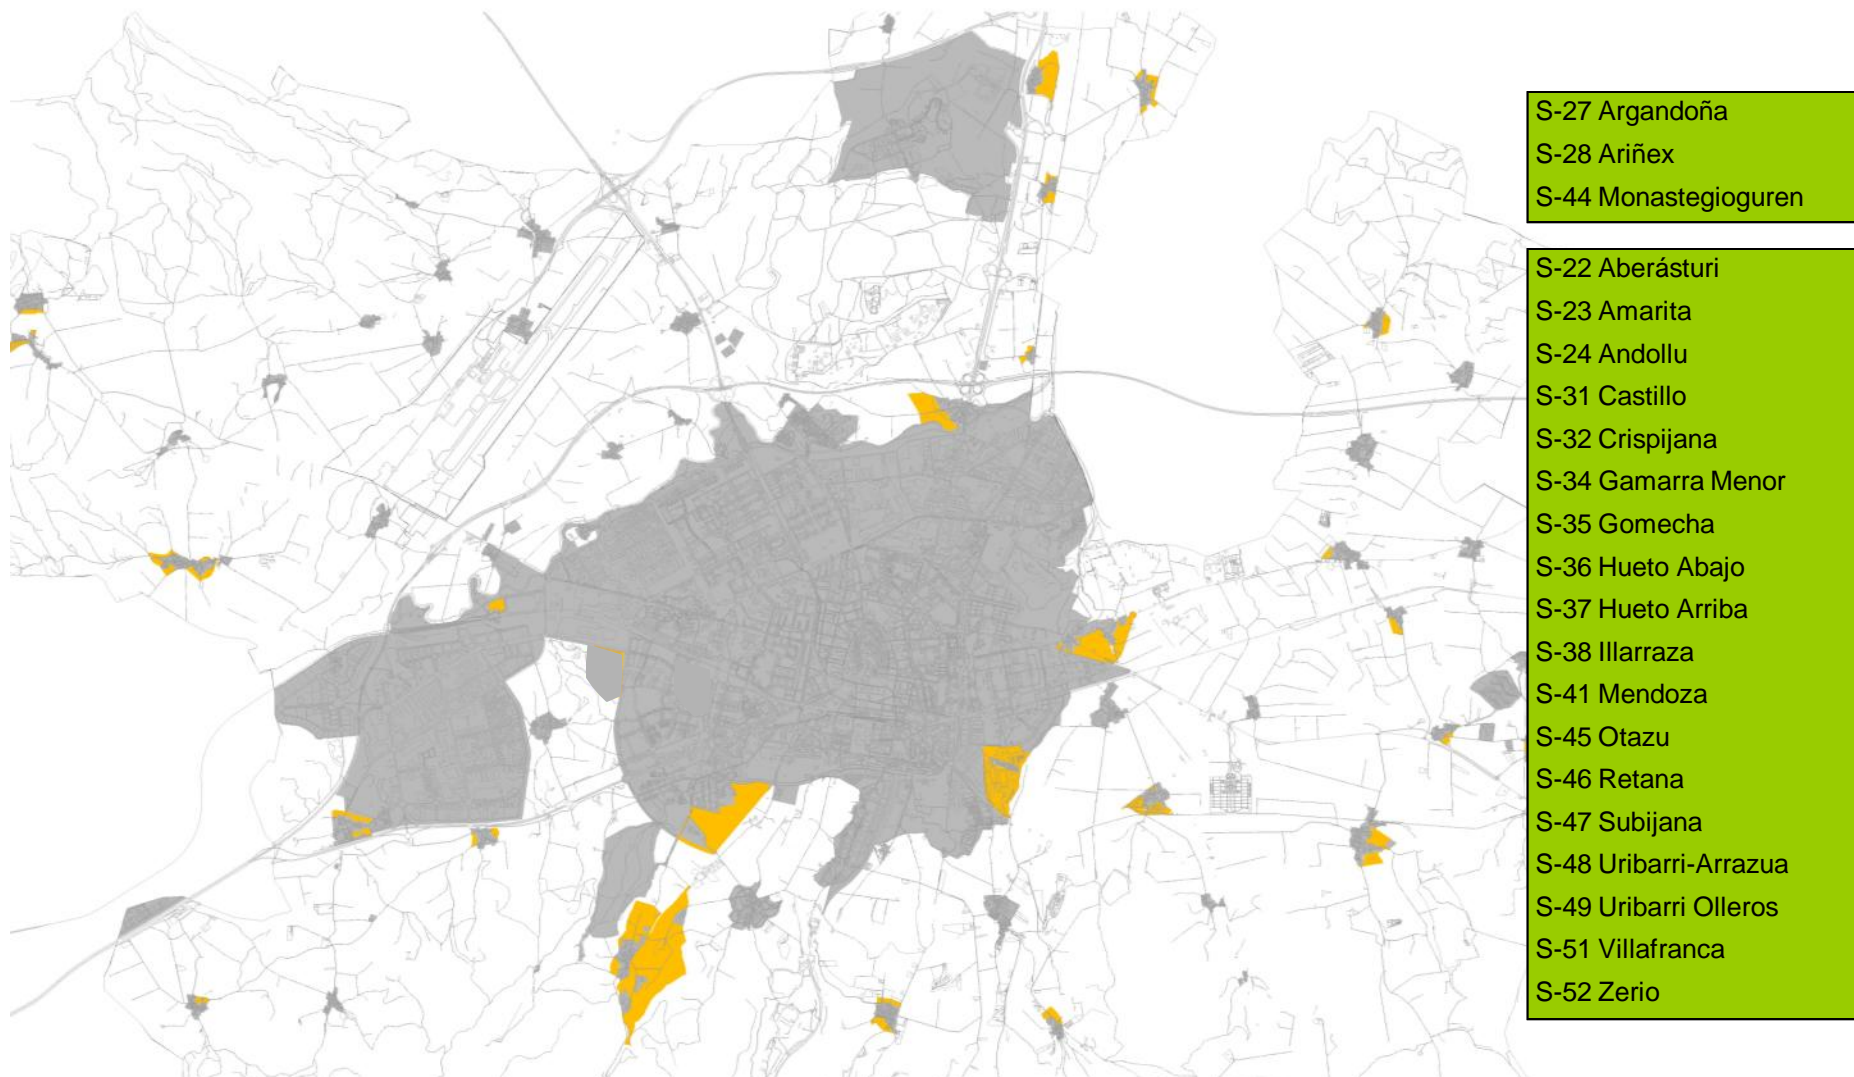 S-27 Argandoña
S-28 Ariñex
S-44 Monastegioguren
S-22 Aberásturi
S-23 Amarita
S-24 Andollu
S-31 Castillo
S-32 Crispijana
S-34 Gamarra Menor
S-35 Gomecha
S-36 Hueto Abajo
S-37 Hueto Arriba
S-38 Illarraza
S-41 Mendoza
S-45 Otazu
S-46 Retana
S-47 Subijana
S-48 Uribarri-Arrazua
S-49 Uribarri Olleros
S-51 Villafranca
S-52 Zerio